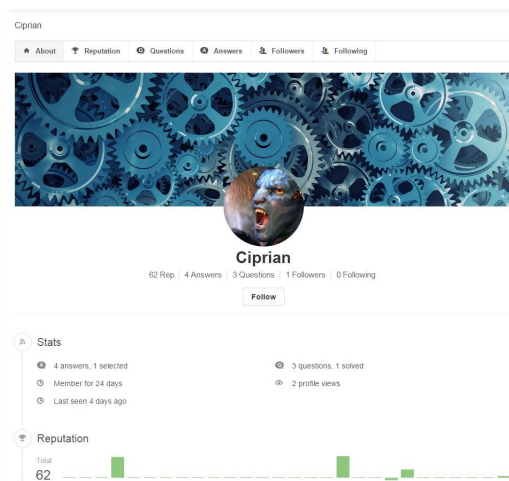 Ciprian
About Reputation Questions Answers Followers Following
Ciprian
62 Rep. 4 Answers 3 Questions 1 Followers 0 Following
Follow
Stats
4 answers, 1 selected
3 questions, 1 solved
Member for 24 days
2 profile views
Last seen 4 days ago
Reputation
Total
62